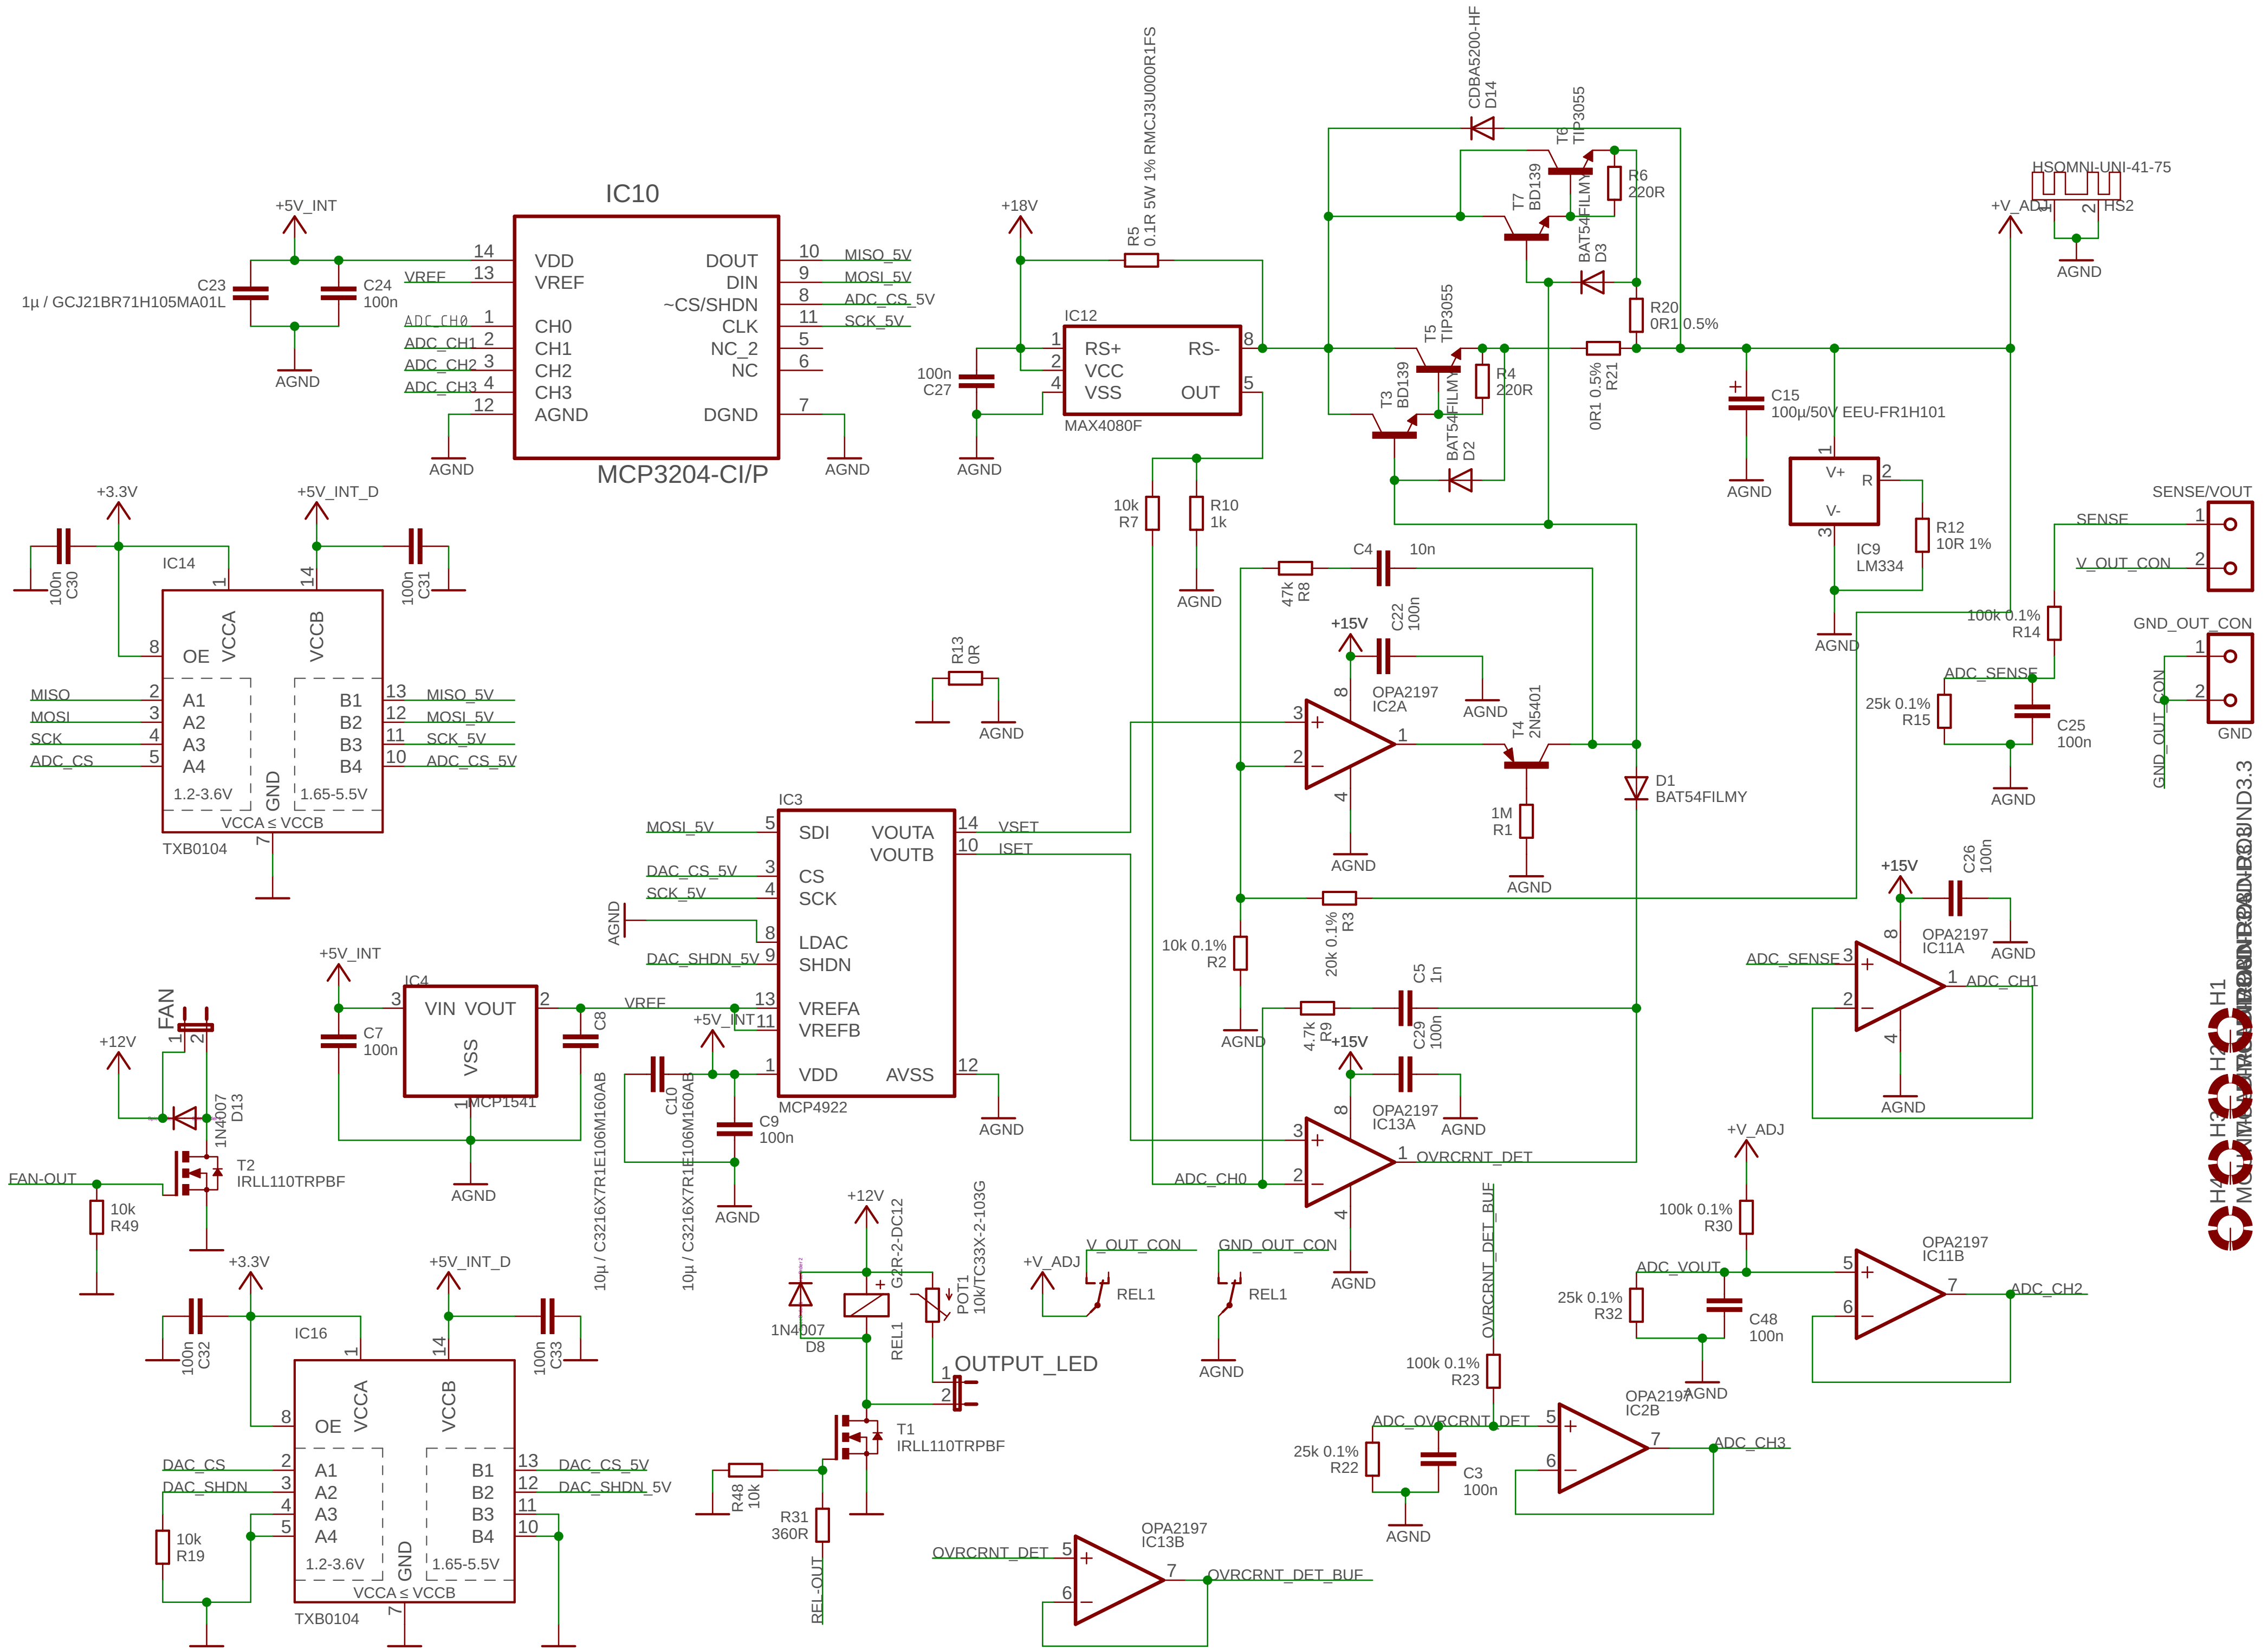 IC10
+5V_INT
C23
1µ / GCJ21BR71H105MA01L
C24
100n
AGND
VREF
ADC_CH0
ADC_CH1
ADC_CH2
ADC_CH3
14 VDD
13 VREF
1 CH0
2 CH1
3 CH2
4 CH3
12 AGND
DOUT 10 MISO_5V
DIN 9 MOSI_5V
~CS/SHDN 8 ADC_CS_5V
CLK 11 SCK_5V
NC_2 5
NC 6
DGND 7
AGND
AGND
MCP3204-CI/P
+18V
R5
0.1R 5W 1% RMCJ3U000R1FS
IC12
1 RS+
2 VCC
4 VSS
RS- 8
OUT 5
MAX4080F
100n
C27
AGND
10k
R7
R10
1k
AGND
CDBA5200-HF
D14
T6
TIP3055
T7
BD139
R6
220R
BAT54FILMY
D3
R20
0R1 0.5%
T5
TIP3055
T3
BD139
R4
220R
BAT54FILMY
D2
0R1 0.5%
R21
C15
100µ/50V EEU-FR1H101
AGND
+V_ADJ
HSOMNI-UNI-41-75
1
2
HS2
AGND
1
V+
R
2
V-
3
IC9
LM334
R12
10R 1%
AGND
SENSE/VOUT
SENSE
1
V_OUT_CON
2
100k 0.1%
R14
GND_OUT_CON
1
2
GND
GND_OUT_CON
ADC_SENSE
25k 0.1%
R15
C25
100n
AGND
+3.3V
+5V_INT_D
100n
C30
100n
C31
IC14
1
14
VCCA
VCCB
8 OE
MISO 2 A1
MOSI 3 A2
SCK 4 A3
ADC_CS 5 A4
B1 13 MISO_5V
B2 12 MOSI_5V
B3 11 SCK_5V
B4 10 ADC_CS_5V
1.2-3.6V
GND
1.65-5.5V
VCCA ≤ VCCB
TXB0104
7
R13
0R
AGND
47k
R8
C4
10n
C22
100n
+15V
AGND
8
OPA2197
IC2A
3
2
1
4
AGND
T4
2N5401
1M
R1
AGND
D1
BAT54FILMY
IC3
MOSI_5V 5 SDI
DAC_CS_5V 3 CS
SCK_5V 4 SCK
AGND
8 LDAC
DAC_SHDN_5V 9 SHDN
13 VREFA
11 VREFB
1 VDD
VOUTA 14 VSET
VOUTB 10 ISET
AVSS 12
AGND
MCP4922
10k 0.1%
R2
AGND
20k 0.1%
R3
4.7k
R9
C5
1n
C29
100n
+15V
AGND
8
OPA2197
IC13A
3
2
1
4
ADC_CH0
OVRCRNT_DET
AGND
+15V
C26
100n
AGND
8
OPA2197
IC11A
ADC_SENSE 3
2
1 ADC_CH1
4
AGND
+5V_INT
IC4
3 VIN VOUT 2
VSS
1
MCP1541
C7
100n
C8
VREF
10µ / C3216X7R1E106M160AB
AGND
+5V_INT
C10
10µ / C3216X7R1E106M160AB
C9
100n
AGND
FAN
1
2
+12V
1N4007
D13
T2
IRLL110TRPBF
FAN-OUT
10k
R49
+3.3V
+5V_INT_D
100n
C32
100n
C33
IC16
1
14
VCCA
VCCB
8 OE
DAC_CS 2 A1
DAC_SHDN 3 A2
4 A3
5 A4
B1 13 DAC_CS_5V
B2 12 DAC_SHDN_5V
B3 11
B4 10
1.2-3.6V
GND
1.65-5.5V
VCCA ≤ VCCB
TXB0104
7
10k
R19
+12V
1N4007
D8
G2R-2-DC12
REL1
POT1
10k/TC33X-2-103G
OUTPUT_LED
1
2
T1
IRLL110TRPBF
R48
10k
R31
360R
REL-OUT
+V_ADJ
V_OUT_CON
REL1
GND_OUT_CON
REL1
AGND
OVRCRNT_DET_BUF
100k 0.1%
R23
ADC_OVRCRNT_DET
25k 0.1%
R22
C3
100n
AGND
OPA2197
IC2B
5
6
7
ADC_CH3
OVRCRNT_DET
OPA2197
IC13B
5
6
7
OVRCRNT_DET_BUF
+V_ADJ
100k 0.1%
R30
ADC_VOUT
25k 0.1%
R32
C48
100n
AGND
OPA2197
IC11B
5
6
7
ADC_CH2
H1
H2
H3
H4